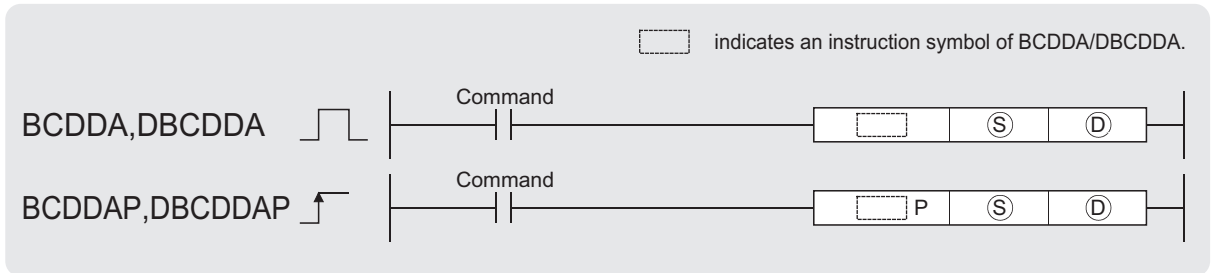 indicates an instruction symbol of BCDDA/DBCDDA.
Command
BCDDA,DBCDDA Ⓢ Ⓓ
Command
BCDDAP,DBCDDAP P Ⓢ Ⓓ